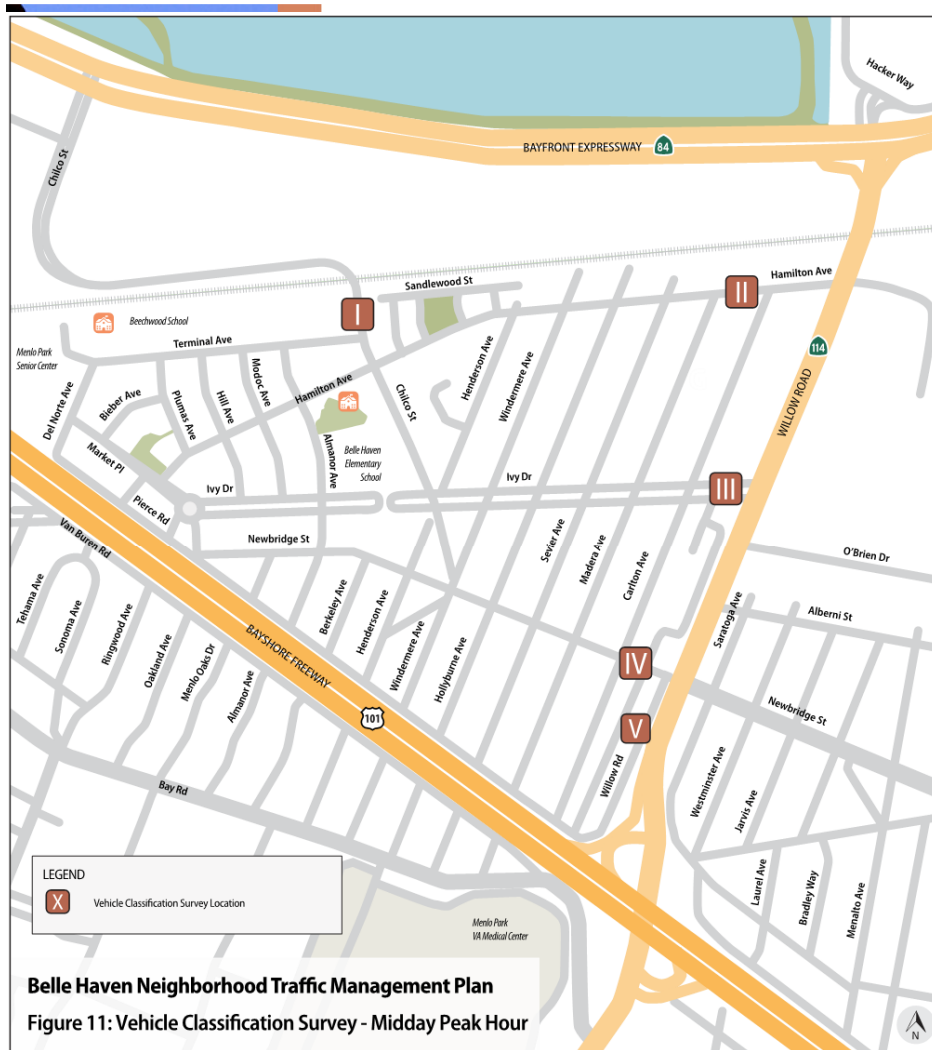 Hacker Way
BAYFRONT EXPRESSWAY
84
Chilco St
Hamilton Ave
Sandlewood St
II
I
Beechwood School
114
Terminal Ave
Menlo Park
Senior Center
WILLOW ROAD
Henderson Ave
Windermere Ave
Modoc Ave
Hamilton Ave
Chilco St
Del Norte Ave
Bieber Ave
Plumas Ave
Hill Ave
Almanor Ave
Belle Haven
Elementary
School
Market Pl
Ivy Dr
Ivy Dr
III
Pierce Rd
Van Buren Rd
Newbridge St
Sevier Ave
Madera Ave
Carlton Ave
O'Brien Dr
Tehama Ave
Sonoma Ave
Ringwood Ave
Oakland Ave
Menlo Oaks Dr
Almanor Ave
BAYSHORE FREEWAY
101
Berkeley Ave
Henderson Ave
Windermere Ave
Hollyburne Ave
Saratoga Ave
Alberni St
IV
Newbridge St
V
Willow Rd
Westminster Ave
Jarvis Ave
Bay Rd
Laurel Ave
Bradley Way
Menalto Ave
LEGEND
X
Vehicle Classification Survey Location
Menlo Park
VA Medical Center
Belle Haven Neighborhood Traffic Management Plan
Figure 11: Vehicle Classification Survey - Midday Peak Hour
N